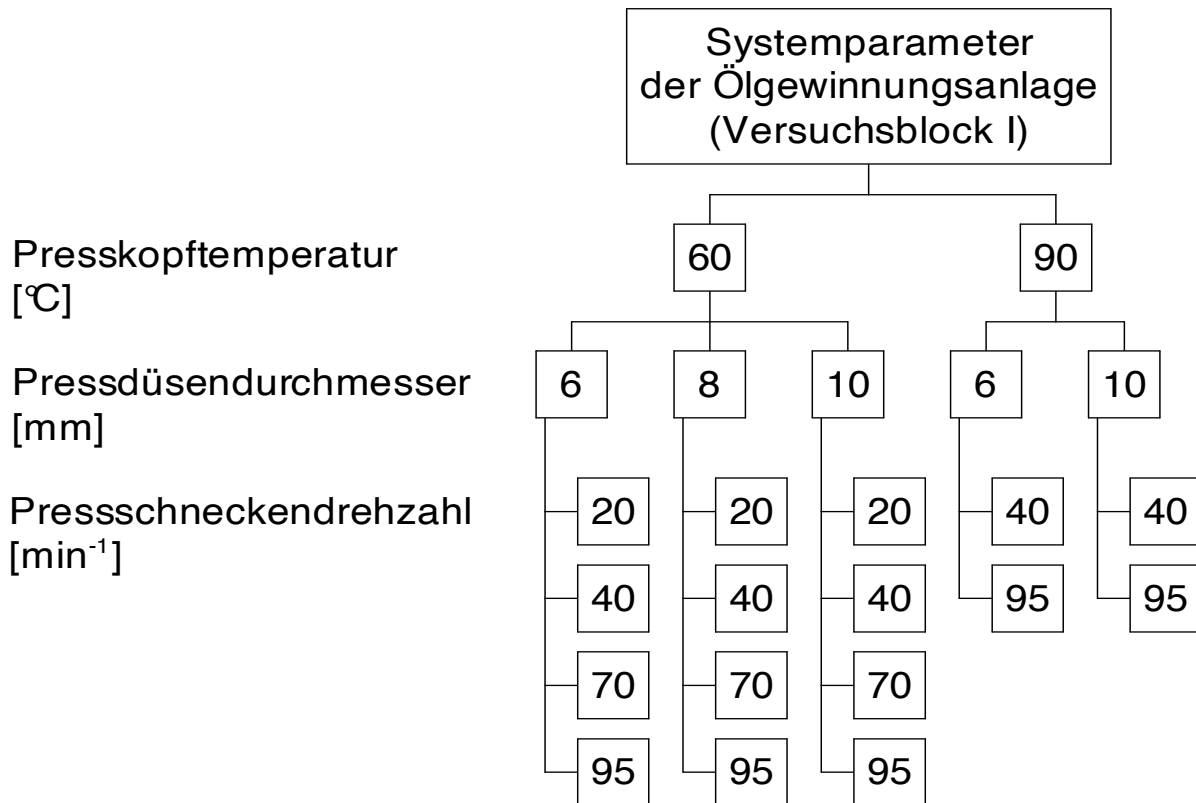 Systemparameter
der Ölgewinnungsanlage
(Versuchsblock I)
Presskopftemperatur
[°C]
60 90
Pressdüsendurchmesser
[mm]
6 8 10 6 10
Pressschneckendrehzahl
[min⁻¹]
20 20 20 40 40
40 40 40 95 95
70 70 70
95 95 95